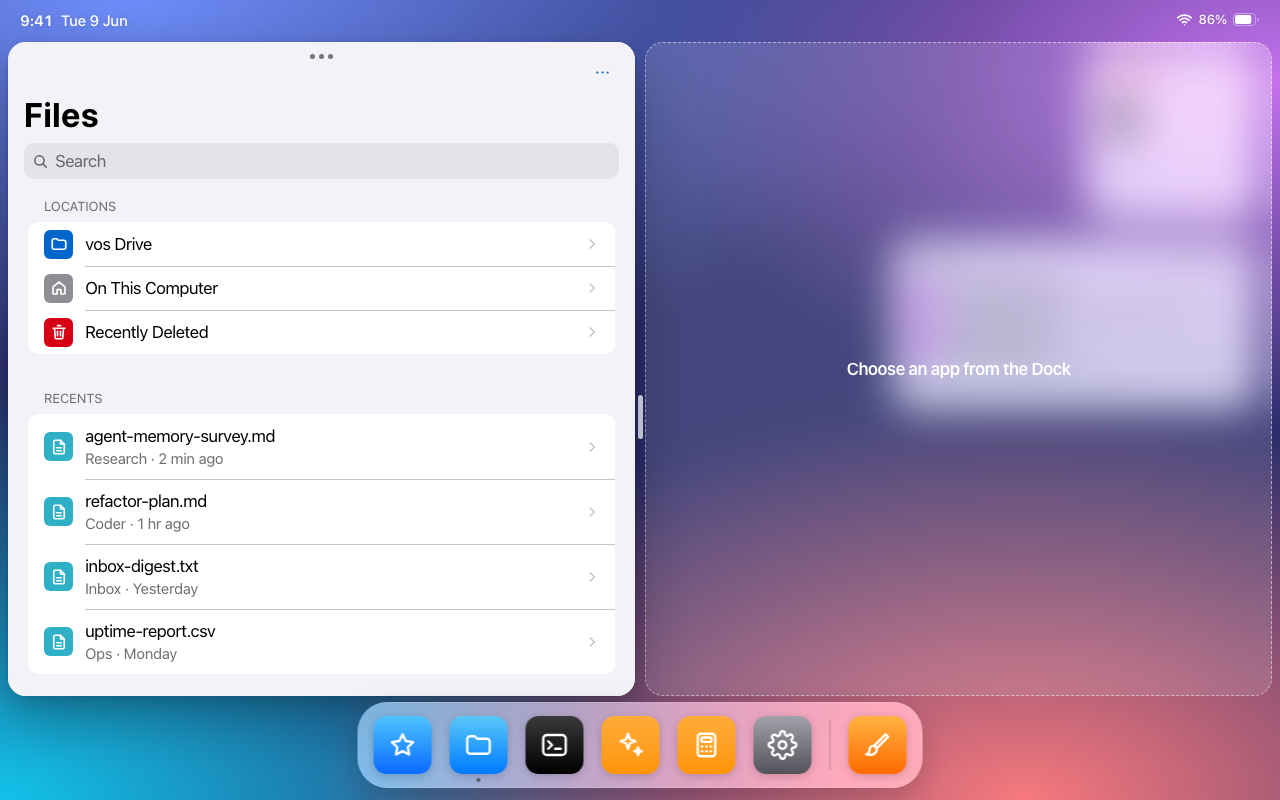 9:41 Tue 9 Jun
86%
Files
Search
LOCATIONS
vos Drive
On This Computer
Recently Deleted
RECENTS
agent-memory-survey.md
Research · 2 min ago
refactor-plan.md
Coder · 1 hr ago
inbox-digest.txt
Inbox · Yesterday
uptime-report.csv
Ops · Monday
Choose an app from the Dock